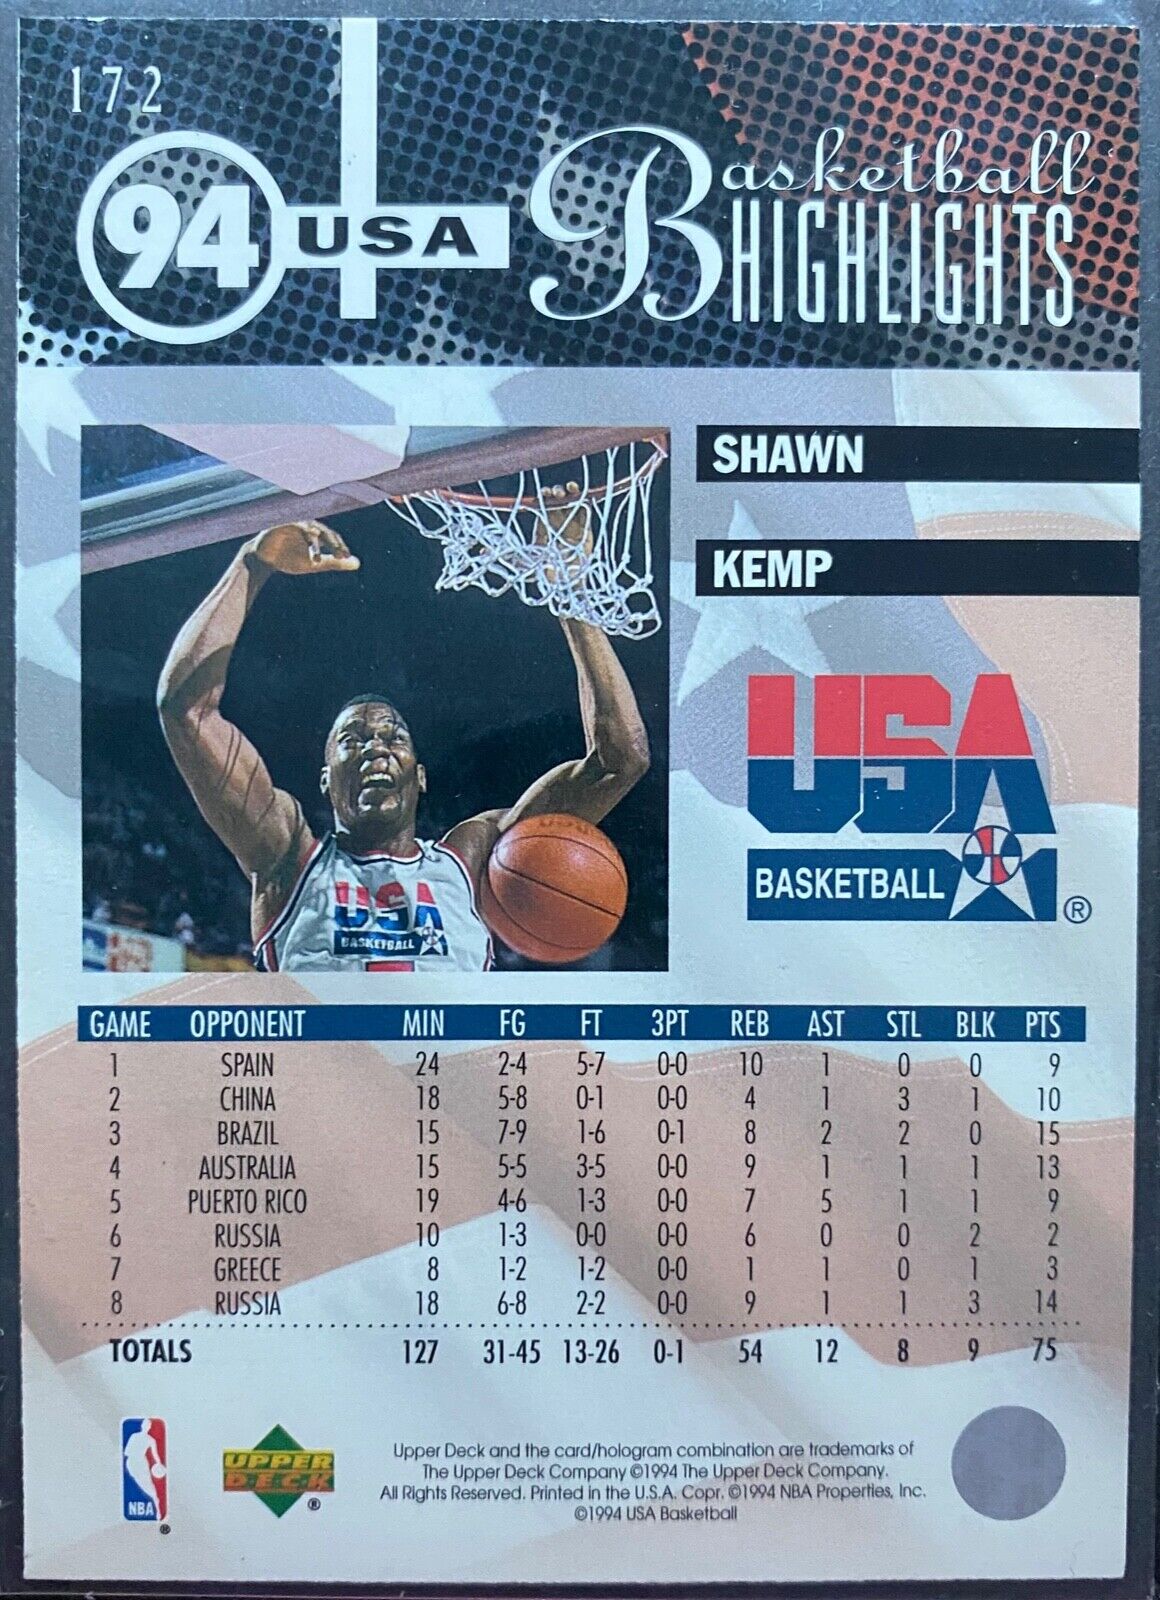 172
94 USA
Basketball
HIGHLIGHTS
SHAWN
KEMP
USA
BASKETBALL
®
USA
BASKETBALL
GAME OPPONENT MIN FG FT 3PT REB AST STL BLK PTS
1 SPAIN 24 2-4 5-7 0-0 10 1 0 0 9
2 CHINA 18 5-8 0-1 0-0 4 1 3 1 10
3 BRAZIL 15 7-9 1-6 0-1 8 2 2 0 15
4 AUSTRALIA 15 5-5 3-5 0-0 9 1 1 1 13
5 PUERTO RICO 19 4-6 1-3 0-0 7 5 1 1 9
6 RUSSIA 10 1-3 0-0 0-0 6 0 0 2 2
7 GREECE 8 1-2 1-2 0-0 1 1 0 1 3
8 RUSSIA 18 6-8 2-2 0-0 9 1 1 3 14
TOTALS 127 31-45 13-26 0-1 54 12 8 9 75
NBA ®
UPPER
DECK ®
Upper Deck and the card/hologram combination are trademarks of
The Upper Deck Company ©1994 The Upper Deck Company.
All Rights Reserved. Printed in the U.S.A. Copr. ©1994 NBA Properties, Inc.
©1994 USA Basketball